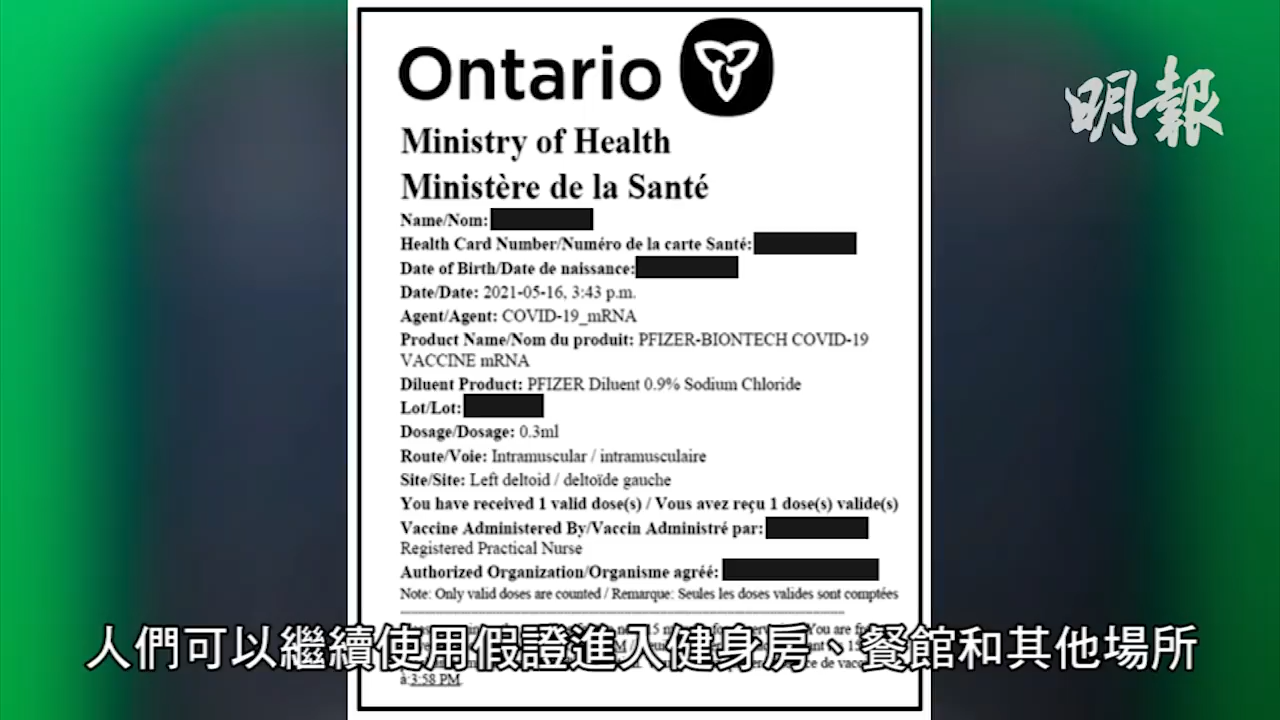 Ontario
明報
Ministry of Health
Ministère de la Santé
Name/Nom:
Health Card Number/Numéro de la carte Santé:
Date of Birth/Date de naissance:
Date/Date: 2021-05-16, 3:43 p.m.
Agent/Agent: COVID-19_mRNA
Product Name/Nom du produit: PFIZER-BIONTECH COVID-19
VACCINE mRNA
Diluent Product: PFIZER Diluent 0.9% Sodium Chloride
Lot/Lot:
Dosage/Dosage: 0.3ml
Route/Voie: Intramuscular / intramusculaire
Site/Site: Left deltoid / deltoïde gauche
You have received 1 valid dose(s) / Vous avez reçu 1 dose(s) valide(s)
Vaccine Administered By/Vaccin Administré par:
Registered Practical Nurse
Authorized Organization/Organisme agréé:
Note: Only valid doses are counted / Remarque: Seules les doses valides sont comptées
人們可以繼續使用假證進入健身房、餐館和其他場所
à 3:58 PM.